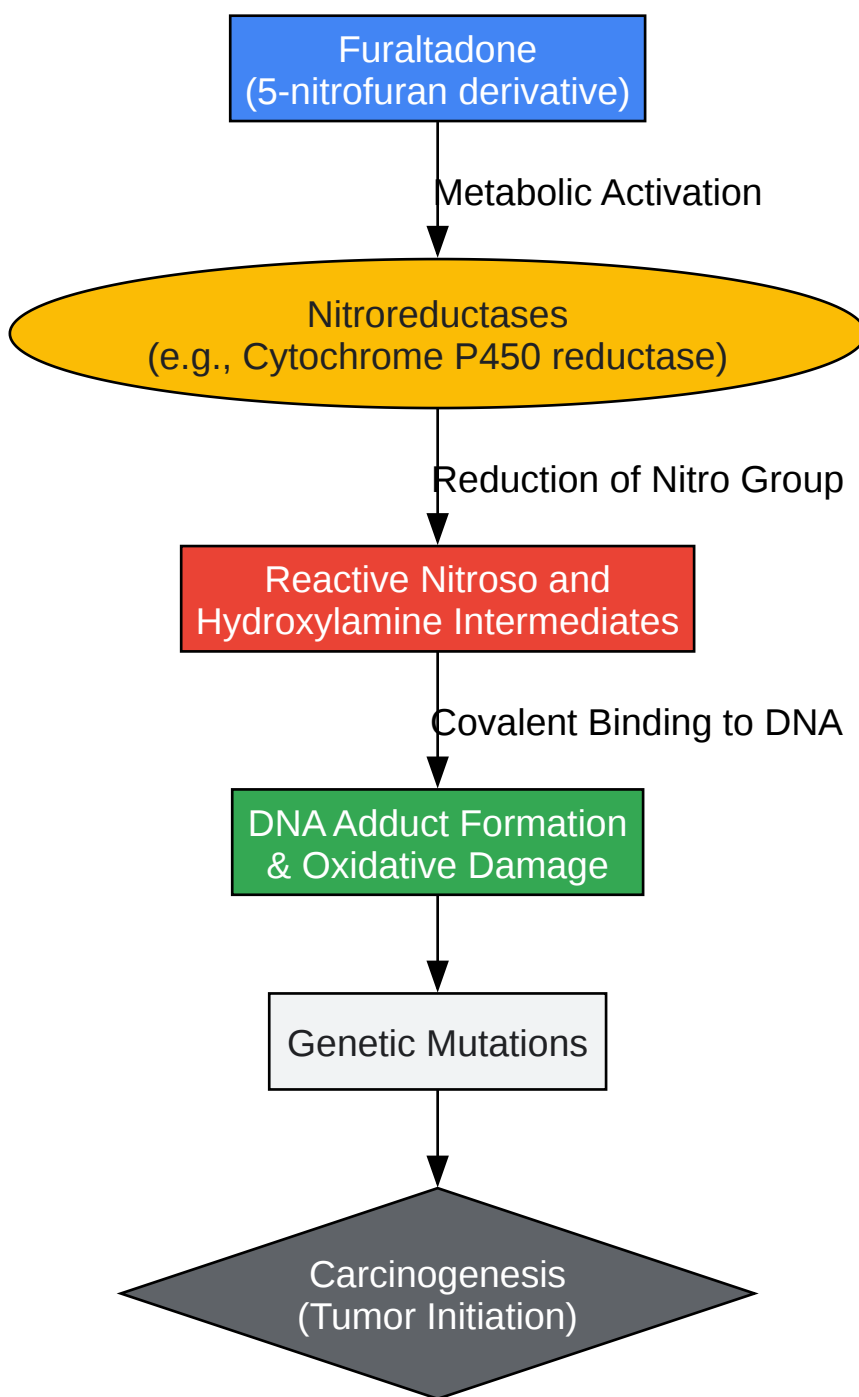 Furaltadone
(5-nitrofuran derivative)
Metabolic Activation
Nitroreductases
(e.g., Cytochrome P450 reductase)
Reduction of Nitro Group
Reactive Nitroso and
Hydroxylamine Intermediates
Covalent Binding to DNA
DNA Adduct Formation
& Oxidative Damage
Genetic Mutations
Carcinogenesis
(Tumor Initiation)